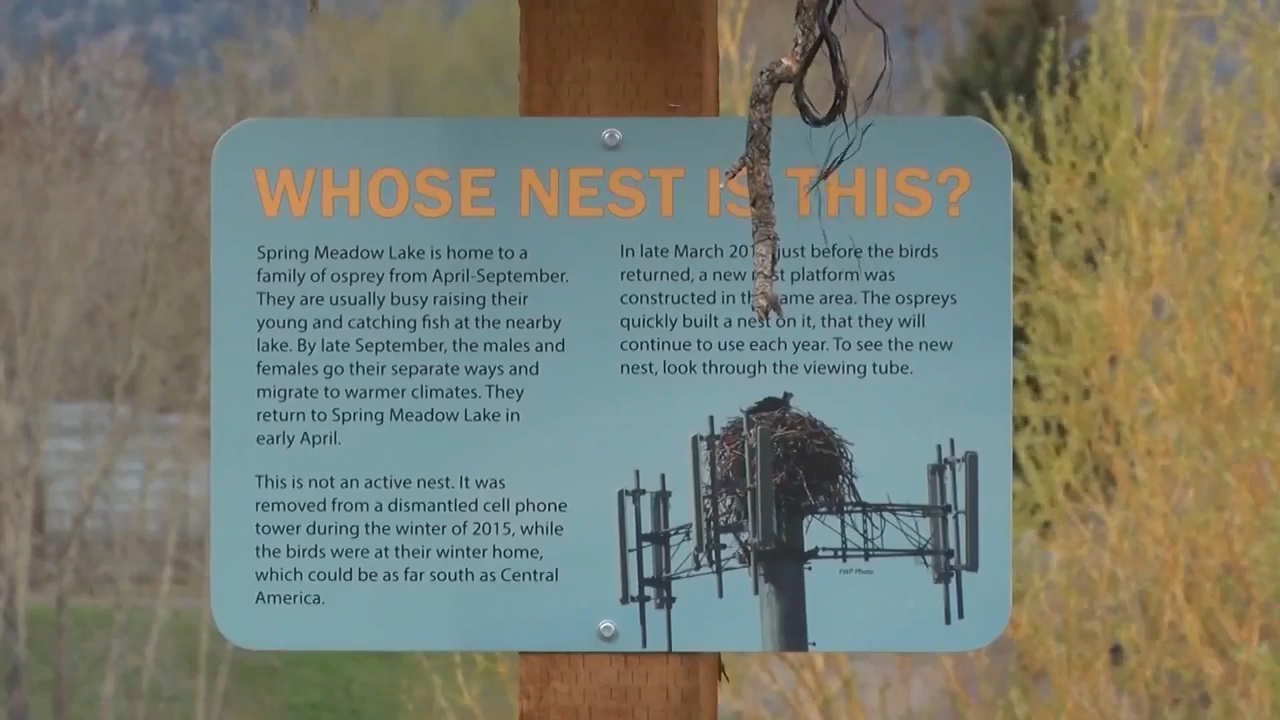 WHOSE NEST IS THIS?
Spring Meadow Lake is home to a
family of osprey from April-September.
They are usually busy raising their
young and catching fish at the nearby
lake. By late September, the males and
females go their separate ways and
migrate to warmer climates. They
return to Spring Meadow Lake in
early April.
This is not an active nest. It was
removed from a dismantled cell phone
tower during the winter of 2015, while
the birds were at their winter home,
which could be as far south as Central
America.
In late March just before the birds
returned, a new platform was
constructed in area. The ospreys
quickly built a nest on it, that they will
continue to use each year. To see the new
nest, look through the viewing tube.
FWP Photo